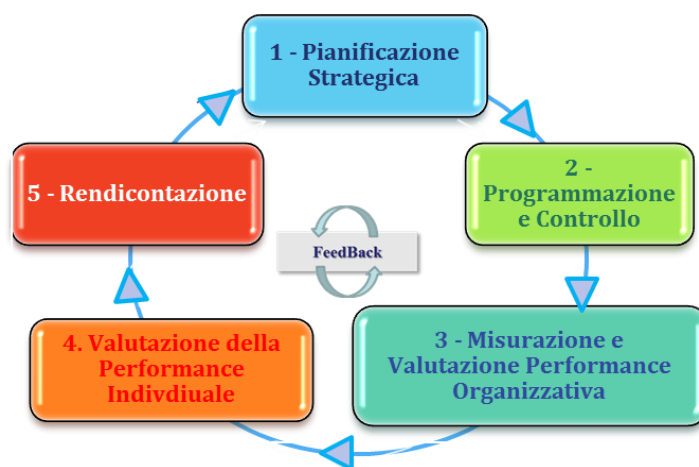 1 - Pianificazione
Strategica
2 -
Programmazione
e Controllo
3 - Misurazione e
Valutazione Performance
Organizzativa
4. Valutazione della
Performance
Indivdiuale
5 - Rendicontazione
FeedBack